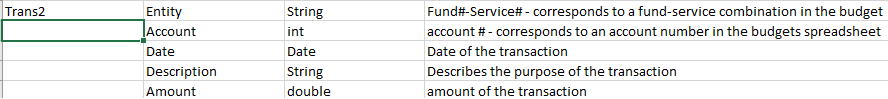 Trans2 Entity String Fund#-Service# - corresponds to a fund-service combination in the budget
Account int account # - corresponds to an account number in the budgets spreadsheet
Date Date Date of the transaction
Description String Describes the purpose of the transaction
Amount double amount of the transaction